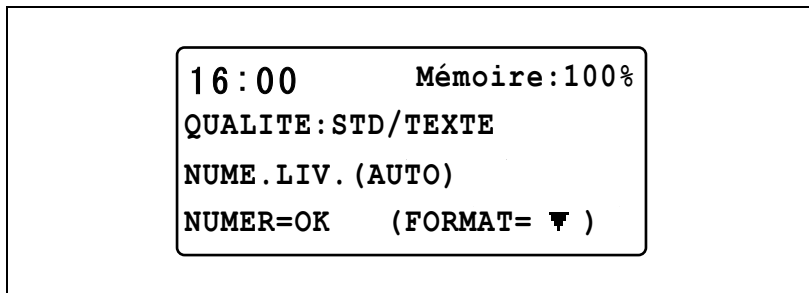 16:00 Mémoire:100%
QUALITE:STD/TEXTE
NUME.LIV.(AUTO)
NUMER=OK (FORMAT= ▼ )